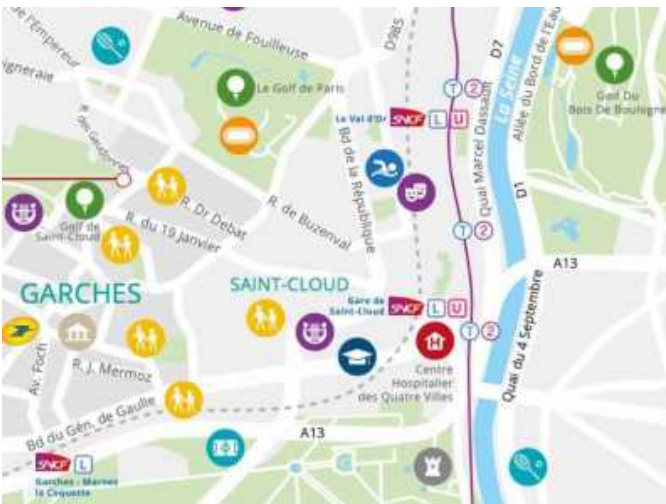 de l'Empereur
Avenue de Fouilleuse
D985
D7
La Seine
Allée du Bord de l'Eau
T 2
Le Golf de Paris
Golf Du
Bois De Boulogne
Le Val d'Or SNCF L U
Quai Marcel Dassault
Bd de la République
D1
R. Dr Debat
R. de Buzenval
Golf de
Saint-Cloud
R. du 19 Janvier
T 2
A13
GARCHES
SAINT-CLOUD
Gare de
Saint-Cloud SNCF L U
T 2
Quai du 4 Septembre
H
Centre
Hospitalier
des Quatre Villes
Av. Foch
R. J. Mermoz
Bd du Gén. de Gaulle
A13
SNCF L
Garches - Marnes
la Coquette